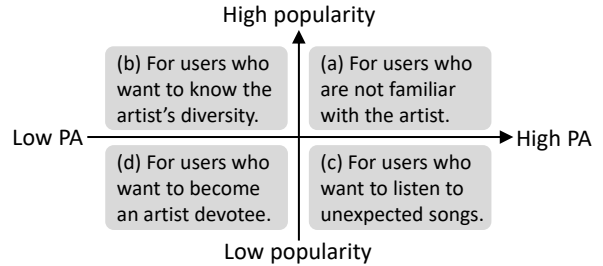 High popularity
(b) For users who
want to know the
artist's diversity.
(a) For users who
are not familiar
with the artist.
Low PA
High PA
(d) For users who
want to become
an artist devotee.
(c) For users who
want to listen to
unexpected songs.
Low popularity